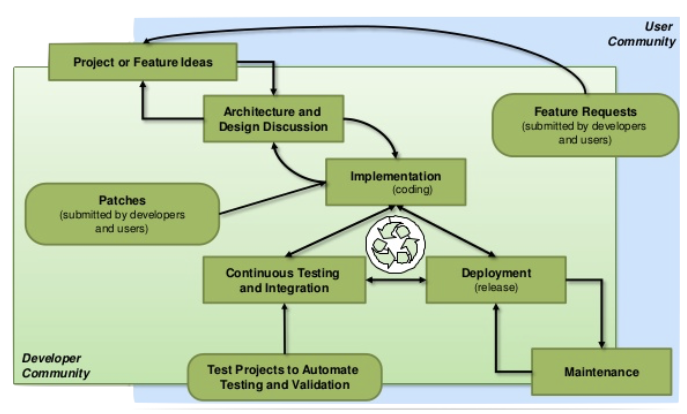 User
Community
Project or Feature Ideas
Architecture and
Design Discussion
Feature Requests
(submitted by developers
and users)
Implementation
(coding)
Patches
(submitted by developers
and users)
Continuous Testing
and Integration
Deployment
(release)
Developer
Community
Test Projects to Automate
Testing and Validation
Maintenance